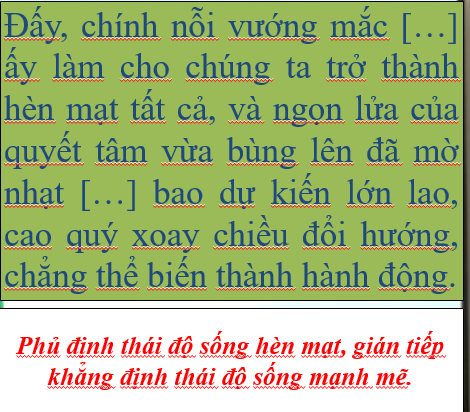 Đấy, chính nỗi vướng mắc [...]
ấy làm cho chúng ta trở thành
hèn mạt tất cả, và ngọn lửa của
quyết tâm vừa bùng lên đã mờ
nhạt [...] bao dự kiến lớn lao,
cao quý xoay chiều đổi hướng,
chẳng thể biến thành hành động.
Phủ định thái độ sống hèn mạt, gián tiếp
khẳng định thái độ sống mạnh mẽ.